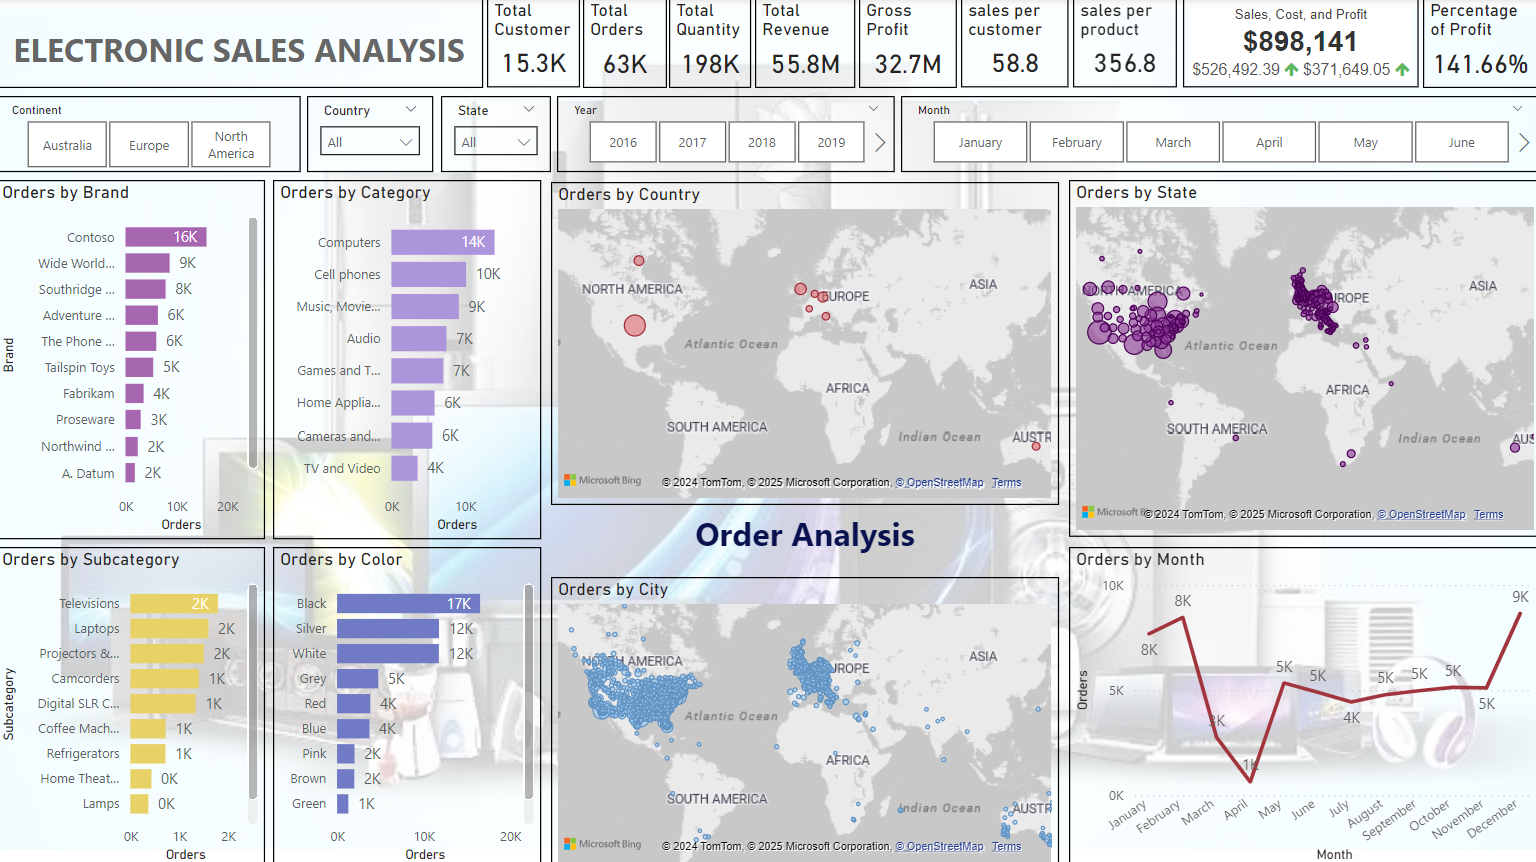 ELECTRONIC SALES ANALYSIS
Total Customer
15.3K
Total Orders
63K
Total Quantity
198K
Total Revenue
55.8M
Gross Profit
32.7M
sales per customer
58.8
sales per product
356.8
Sales, Cost, and Profit
$898,141
$526,492.39 $371,649.05
Percentage of Profit
141.66%
Continent
Australia
Europe
North America
Country
All
State
All
Year
2016 2017 2018 2019
Month
January February March April May June
Orders by Brand
Brand
Contoso 16K
Wide World... 9K
Southridge ... 8K
Adventure ... 6K
The Phone ... 6K
Tailspin Toys 5K
Fabrikam 4K
Proseware 3K
Northwind ... 2K
A. Datum 2K
0K 10K 20K
Orders
Orders by Category
Computers 14K
Cell phones 10K
Music, Movie... 9K
Audio 7K
Games and T... 7K
Home Applia... 6K
Cameras and... 6K
TV and Video 4K
0K 10K
Orders
Orders by Country
NORTH AMERICA
EUROPE
ASIA
Atlantic Ocean
AFRICA
SOUTH AMERICA
Indian Ocean
AUSTR
Microsoft Bing
© 2024 TomTom, © 2025 Microsoft Corporation, © OpenStreetMap Terms
Orders by State
NORTH AMERICA
UROPE
ASIA
Atlantic Ocean
AFRICA
SOUTH AMERICA
Indian Ocean
AUS
Microsoft B
© 2024 TomTom, © 2025 Microsoft Corporation, © OpenStreetMap Terms
Order Analysis
Orders by Subcategory
Subcategory
Televisions 2K
Laptops 2K
Projectors &... 2K
Camcorders 1K
Digital SLR C... 1K
Coffee Mach... 1K
Refrigerators 1K
Home Theat... 0K
Lamps 0K
0K 1K 2K
Orders
Orders by Color
Black 17K
Silver 12K
White 12K
Grey 5K
Red 4K
Blue 4K
Pink 2K
Brown 2K
Green 1K
0K 10K 20K
Orders
Orders by City
NORTH AMERICA
UROPE
ASIA
Atlantic Ocean
AFRICA
SOUTH AMERICA
Indian Ocean
AUSTR
Microsoft Bing
© 2024 TomTom, © 2025 Microsoft Corporation, © OpenStreetMap Terms
Orders by Month
Orders
10K
5K
0K
8K 8K 3K 1K 5K 5K 4K 5K 5K 5K 5K 9K
January February March April May June July August September October November December
Month